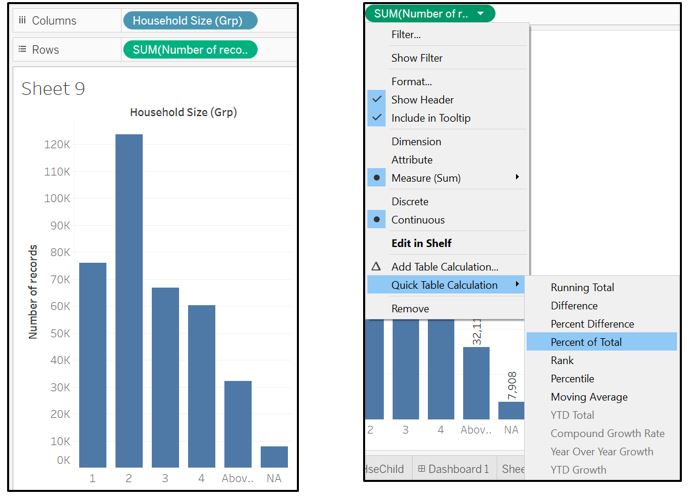 Columns
Household Size (Grp)
Rows
SUM(Number of reco..
Sheet 9
Household Size (Grp)
120K
110K
100K
90K
80K
70K
60K
50K
40K
30K
20K
10K
0K
Number of records
1
2
3
4
Abov..
NA
SUM(Number of r..
Filter...
Show Filter
Format...
Show Header
Include in Tooltip
Dimension
Attribute
Measure (Sum)
Discrete
Continuous
Edit in Shelf
Add Table Calculation...
Quick Table Calculation
Remove
Running Total
Difference
Percent Difference
Percent of Total
Rank
Percentile
Moving Average
YTD Total
Compound Growth Rate
Year Over Year Growth
YTD Growth
32,11
7,908
2
3
4
Abov..
NA
HseChild
Dashboard 1
Shee